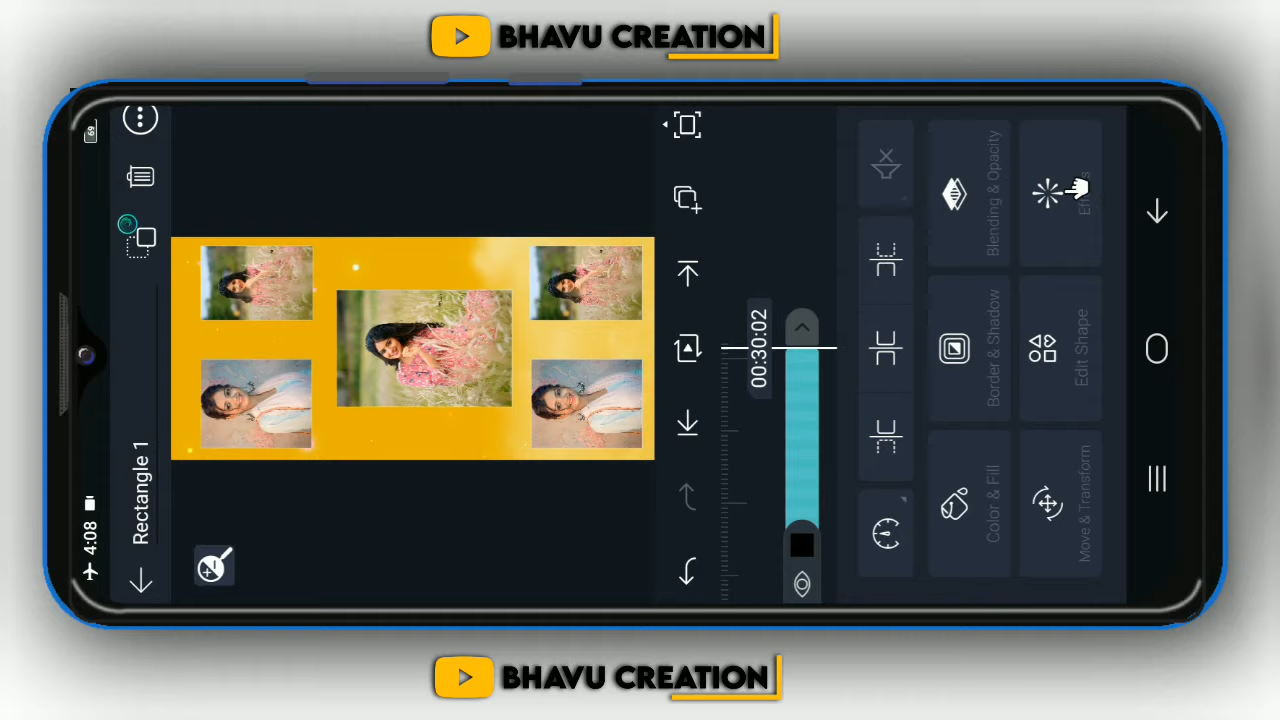 BHAVU CREATION
69
4:08
Rectangle 1
00:30:02
Blending & Opacity
Border & Shadow
Color & Fill
Edit Shape
Move & Transform
BHAVU CREATION